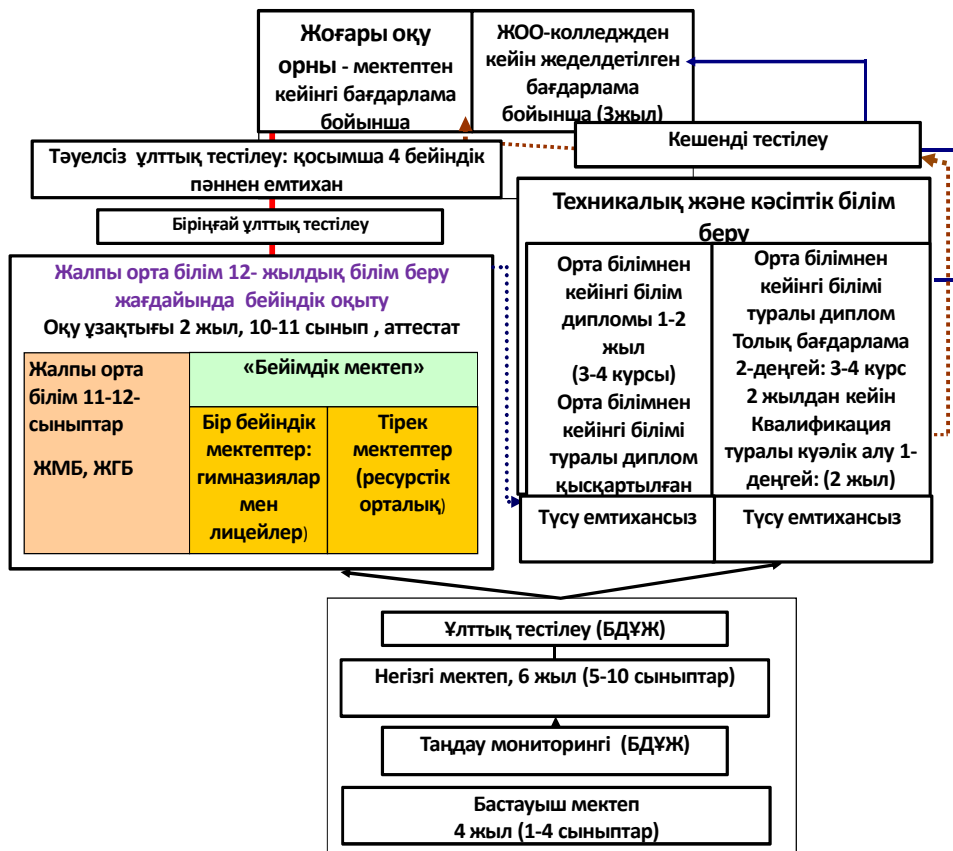 Жоғары оқу
орны - мектептен
кейінгі бағдарлама
бойынша
ЖОО-колледжден
кейін жеделдетілген
бағдарлама
бойынша (3жыл)
Кешенді тестілеу
Тәуелсіз ұлттық тестілеу: қосымша 4 бейіндік
пәннен емтихан
Біріңғай ұлттық тестілеу
Техникалық және кәсіптік білім
беру
Жалпы орта білім 12- жылдық білім беру
жағдайында бейіндік оқыту
Оқу ұзақтығы 2 жыл, 10-11 сынып , аттестат
Жалпы орта
білім 11-12-
сыныптар
ЖМБ, ЖГБ
«Бейімдік мектеп»
Бір бейіндік
мектептер:
гимназиялар
мен
лицейлер)
Тірек
мектептер
(ресурстік
орталық)
Орта білімнен
кейінгі білім
дипломы 1-2
жыл
(3-4 курсы)
Орта білімнен
кейінгі білімі
туралы диплом
қысқартылған
Орта білімнен
кейінгі білімі
туралы диплом
Толық бағдарлама
2-деңгей: 3-4 курс
2 жылдан кейін
Квалификация
туралы куәлік алу 1-
деңгей: (2 жыл)
Түсу емтихансыз
Түсу емтихансыз
Ұлттық тестілеу (БДҰЖ)
Негізгі мектеп, 6 жыл (5-10 сыныптар)
Таңдау мониторингі (БДҰЖ)
Бастауыш мектеп
4 жыл (1-4 сыныптар)